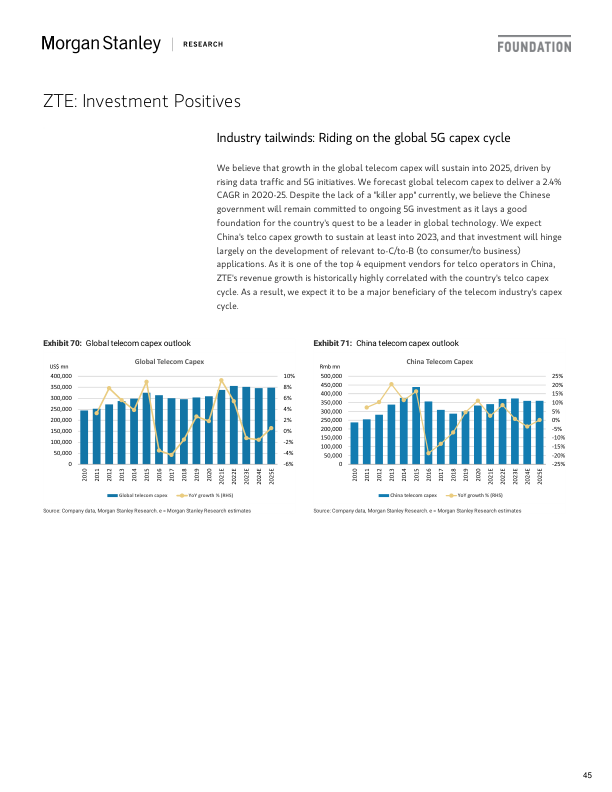 Morgan Stanley | RESEARCH
FOUNDATION
ZTE: Investment Positives
Industry tailwinds: Riding on the global 5G capex cycle
We believe that growth in the global telecom capex will sustain into 2025, driven by
rising data traffic and 5G initiatives. We forecast global telecom capex to deliver a 2.4%
CAGR in 2020-25. Despite the lack of a "killer app" currently, we believe the Chinese
government will remain committed to ongoing 5G investment as it lays a good
foundation for the country's quest to be a leader in global technology. We expect
China's telco capex growth to sustain at least into 2023, and that investment will hinge
largely on the development of relevant to-C/to-B (to consumer/to business)
applications. As it is one of the top 4 equipment vendors for telco operators in China,
ZTE's revenue growth is historically highly correlated with the country's telco capex
cycle. As a result, we expect it to be a major beneficiary of the telecom industry's capex
cycle.
Exhibit 70: Global telecom capex outlook
Global Telecom Capex
US$ mn
400,000
350,000
300,000
250,000
200,000
150,000
100,000
50,000
0
10%
8%
6%
4%
2%
0%
-2%
-4%
-6%
2010 2011 2012 2013 2014 2015 2016 2017 2018 2019 2020 2021E 2022E 2023E 2024E 2025E
Global telecom capex YoY growth % (RHS)
Source: Company data, Morgan Stanley Research. e = Morgan Stanley Research estimates
Exhibit 71: China telecom capex outlook
China Telecom Capex
Rmb mn
500,000
450,000
400,000
350,000
300,000
250,000
200,000
150,000
100,000
50,000
0
25%
20%
15%
10%
5%
0%
-5%
-10%
-15%
-20%
-25%
2010 2011 2012 2013 2014 2015 2016 2017 2018 2019 2020 2021E 2022E 2023E 2024E 2025E
China telecom capex YoY growth % (RHS)
Source: Company data, Morgan Stanley Research. e = Morgan Stanley Research estimates
45